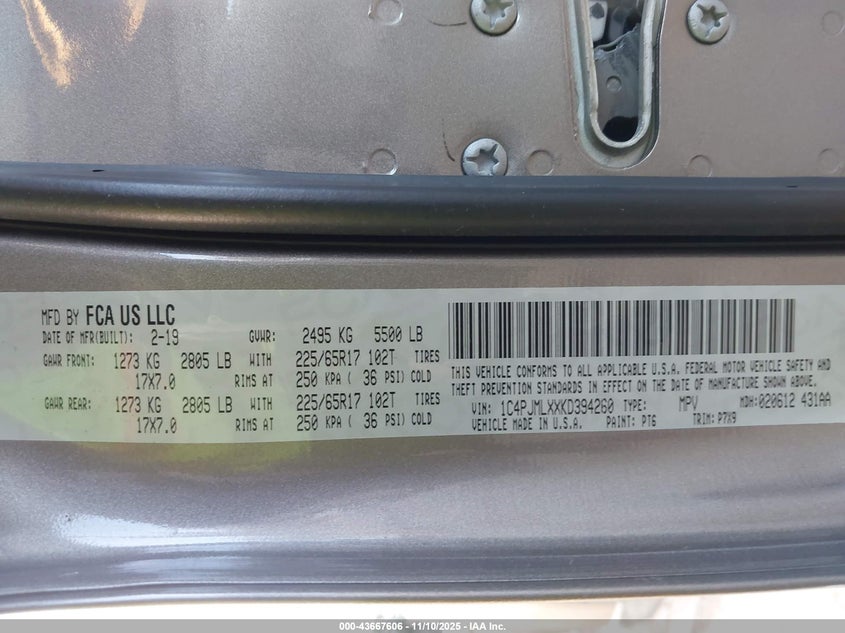 MFD BY FCA US LLC
DATE OF MFR(BUILT): 2-19 GVWR: 2495 KG 5500 LB
GAWR FRONT: 1273 KG 2805 LB WITH 225/65R17 102T TIRES
17X7.0 RIMS AT 250 KPA ( 36 PSI) COLD
GAWR REAR: 1273 KG 2805 LB WITH 225/65R17 102T TIRES
17X7.0 RIMS AT 250 KPA ( 36 PSI) COLD
THIS VEHICLE CONFORMS TO ALL APPLICABLE U.S.A. FEDERAL MOTOR VEHICLE SAFETY AND
THEFT PREVENTION STANDARDS IN EFFECT ON THE DATE OF MANUFACTURE SHOWN ABOVE.
VIN: 1C4PJMLXXKD394260 TYPE: MPV MDH:020612 431AA
VEHICLE MADE IN U.S.A. PAINT: PT6 TRIM: P7X9
000-43667606 - 11/10/2025 - IAA Inc.